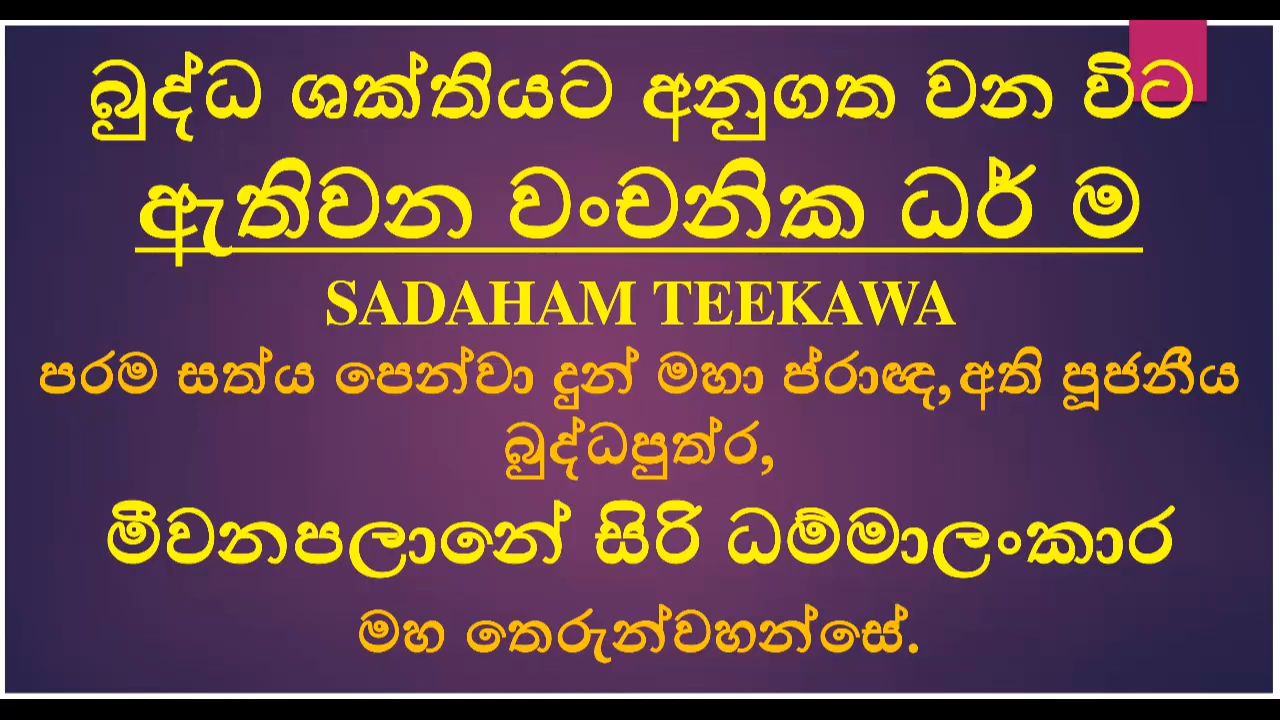 බුද්ධ ශක්තියට අනුගත වන විට
ඇතිවන වංචනික ධර් ම
SADAHAM TEEKAWA
පරම සත්ය පෙන්වා දුන් මහා ප්රාඥ, අති පූජනීය
බුද්ධපුත්ර,
මීවනපලානේ සිරි ධම්මාලංකාර
මහ තෙරුන්වහන්සේ.